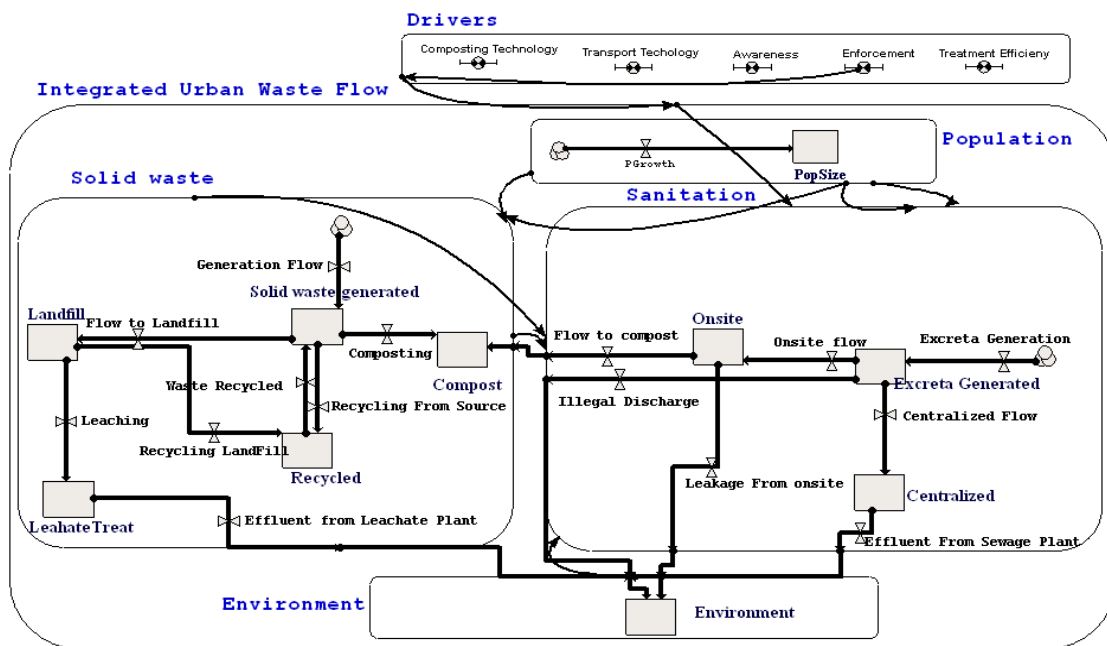 Drivers
Composting Technology
Transport Techology
Awareness
Enforcement
Treatment Efficieny
Integrated Urban Waste Flow
Population
PGrowth
PopSize
Solid waste
Sanitation
Generation Flow
Solid waste generated
Landfill
Flow to Landfill
Composting
Compost
Waste Recycled
Recycling From Source
Leaching
Recycling LandFill
Recycled
LeahateTreat
Effluent from Leachate Plant
Onsite
Flow to compost
Onsite flow
Excreta Generation
Excreta Generated
Illegal Discharge
Centralized Flow
Leakage From onsite
Centralized
Effluent From Sewage Plant
Environment
Environment